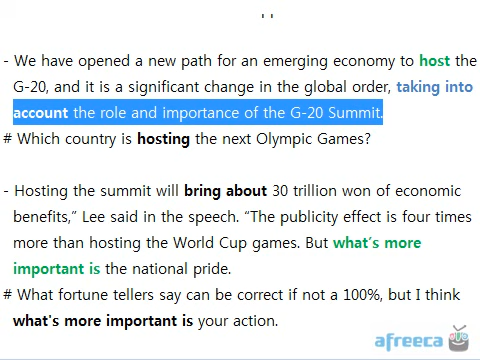 - We have opened a new path for an emerging economy to host the
G-20, and it is a significant change in the global order, taking into
account the role and importance of the G-20 Summit.
# Which country is hosting the next Olympic Games?
- Hosting the summit will bring about 30 trillion won of economic
benefits,” Lee said in the speech. “The publicity effect is four times
more than hosting the World Cup games. But what’s more
important is the national pride.
# What fortune tellers say can be correct if not a 100%, but I think
what's more important is your action.
afreeca